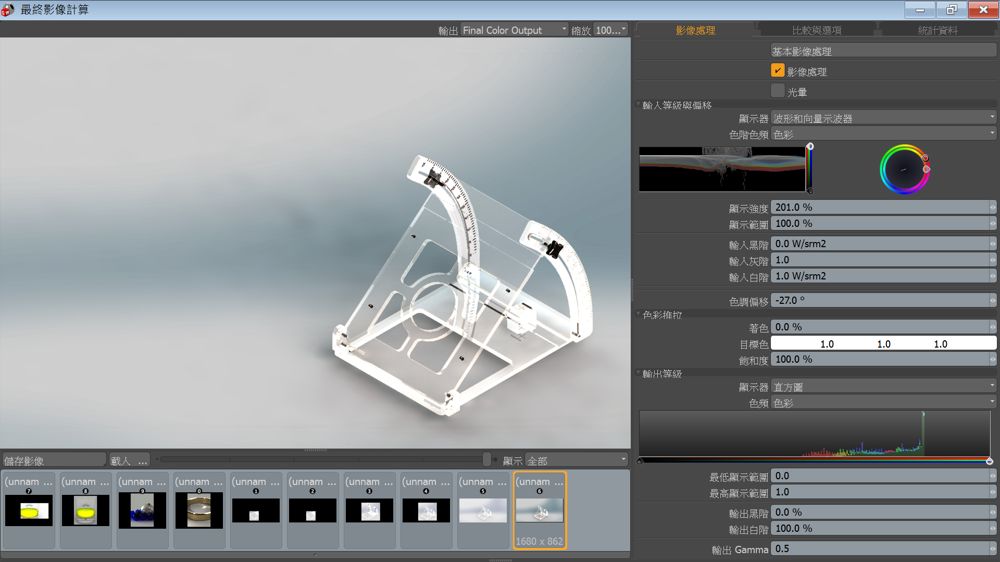 最終影像計算
輸出 Final Color Output 縮放 100...
影像處理 比較與選項 統計資料
基本影像處理
影像處理
光暈
輸入等級與偏移
顯示器 波形和向量示波器
色階色頻 色彩
顯示強度 201.0 %
顯示範圍 100.0 %
輸入黑階 0.0 W/srm2
輸入灰階 1.0
輸入白階 1.0 W/srm2
色調偏移 -27.0 °
色彩推拉
著色 0.0 %
目標色 1.0 1.0 1.0
飽和度 100.0 %
輸出等級
顯示器 直方圖
色頻 色彩
最低顯示範圍 0.0
最高顯示範圍 1.0
輸出黑階 0.0 %
輸出白階 100.0 %
輸出 Gamma 0.5
儲存影像 載入 ... 顯示 全部
(unnam ... (unnam ... (unnam ... (unnam ... (unnam ... (unnam ... (unnam ... (unnam ... (unnam ... (unnam ...
7 8 9 0 1 2 3 4 5 6
1680 x 862